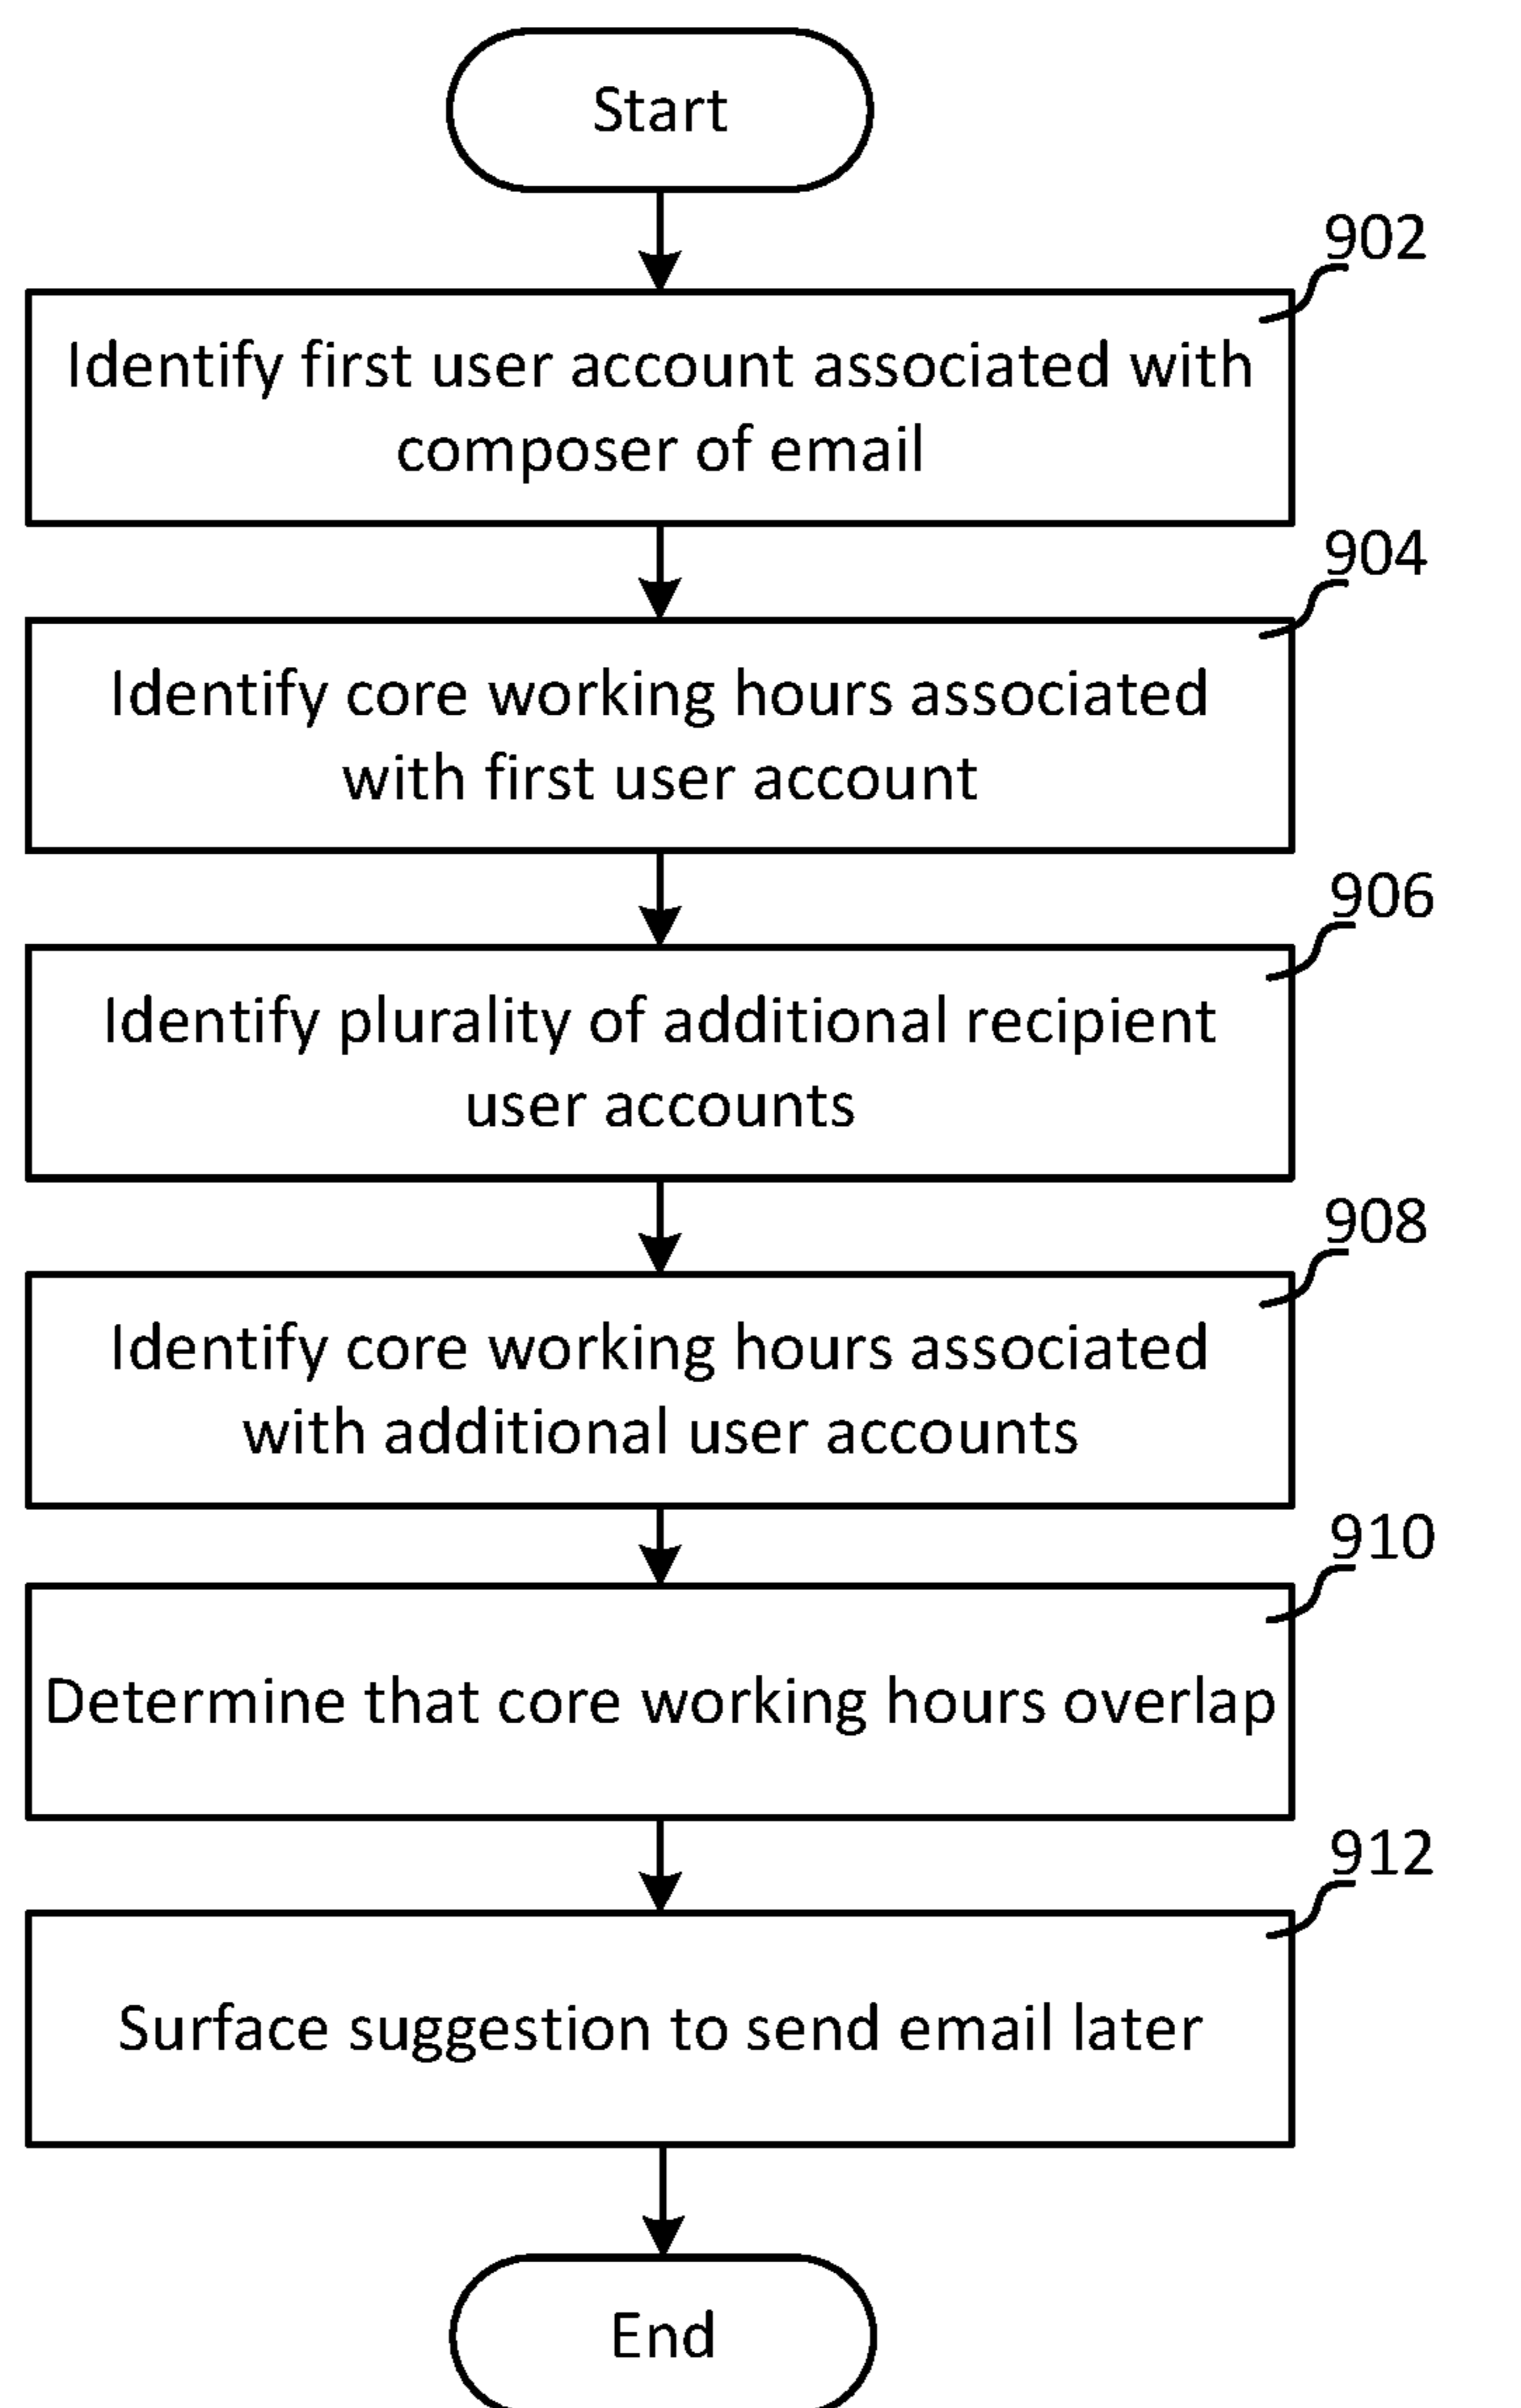 Start
902
Identify first user account associated with
composer of email
904
Identify core working hours associated
with first user account
906
Identify plurality of additional recipient
user accounts
908
Identify core working hours associated
with additional user accounts
910
Determine that core working hours overlap
912
Surface suggestion to send email later
End